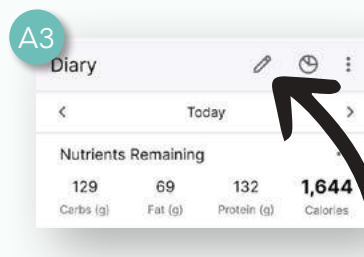 A3
Diary
Today
Nutrients Remaining
129 69 132 1,644
Carbs (g) Fat (g) Protein (g) Calories